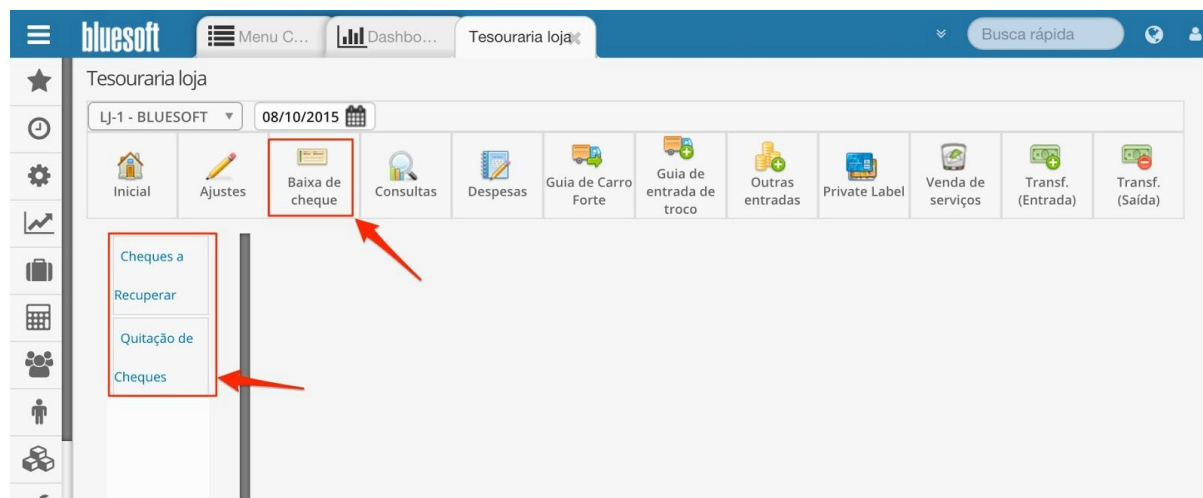 bluesoft
Menu C...
Dashbo...
Tesouraria loja
Busca rápida
Tesouraria loja
LJ-1 - BLUESOFT
08/10/2015
Inicial
Ajustes
Baixa de
cheque
Consultas
Despesas
Guia de Carro
Forte
Guia de
entrada de
troco
Outras
entradas
Private Label
Venda de
serviços
Transf.
(Entrada)
Transf.
(Saída)
Cheques a
Recuperar
Quitação de
Cheques